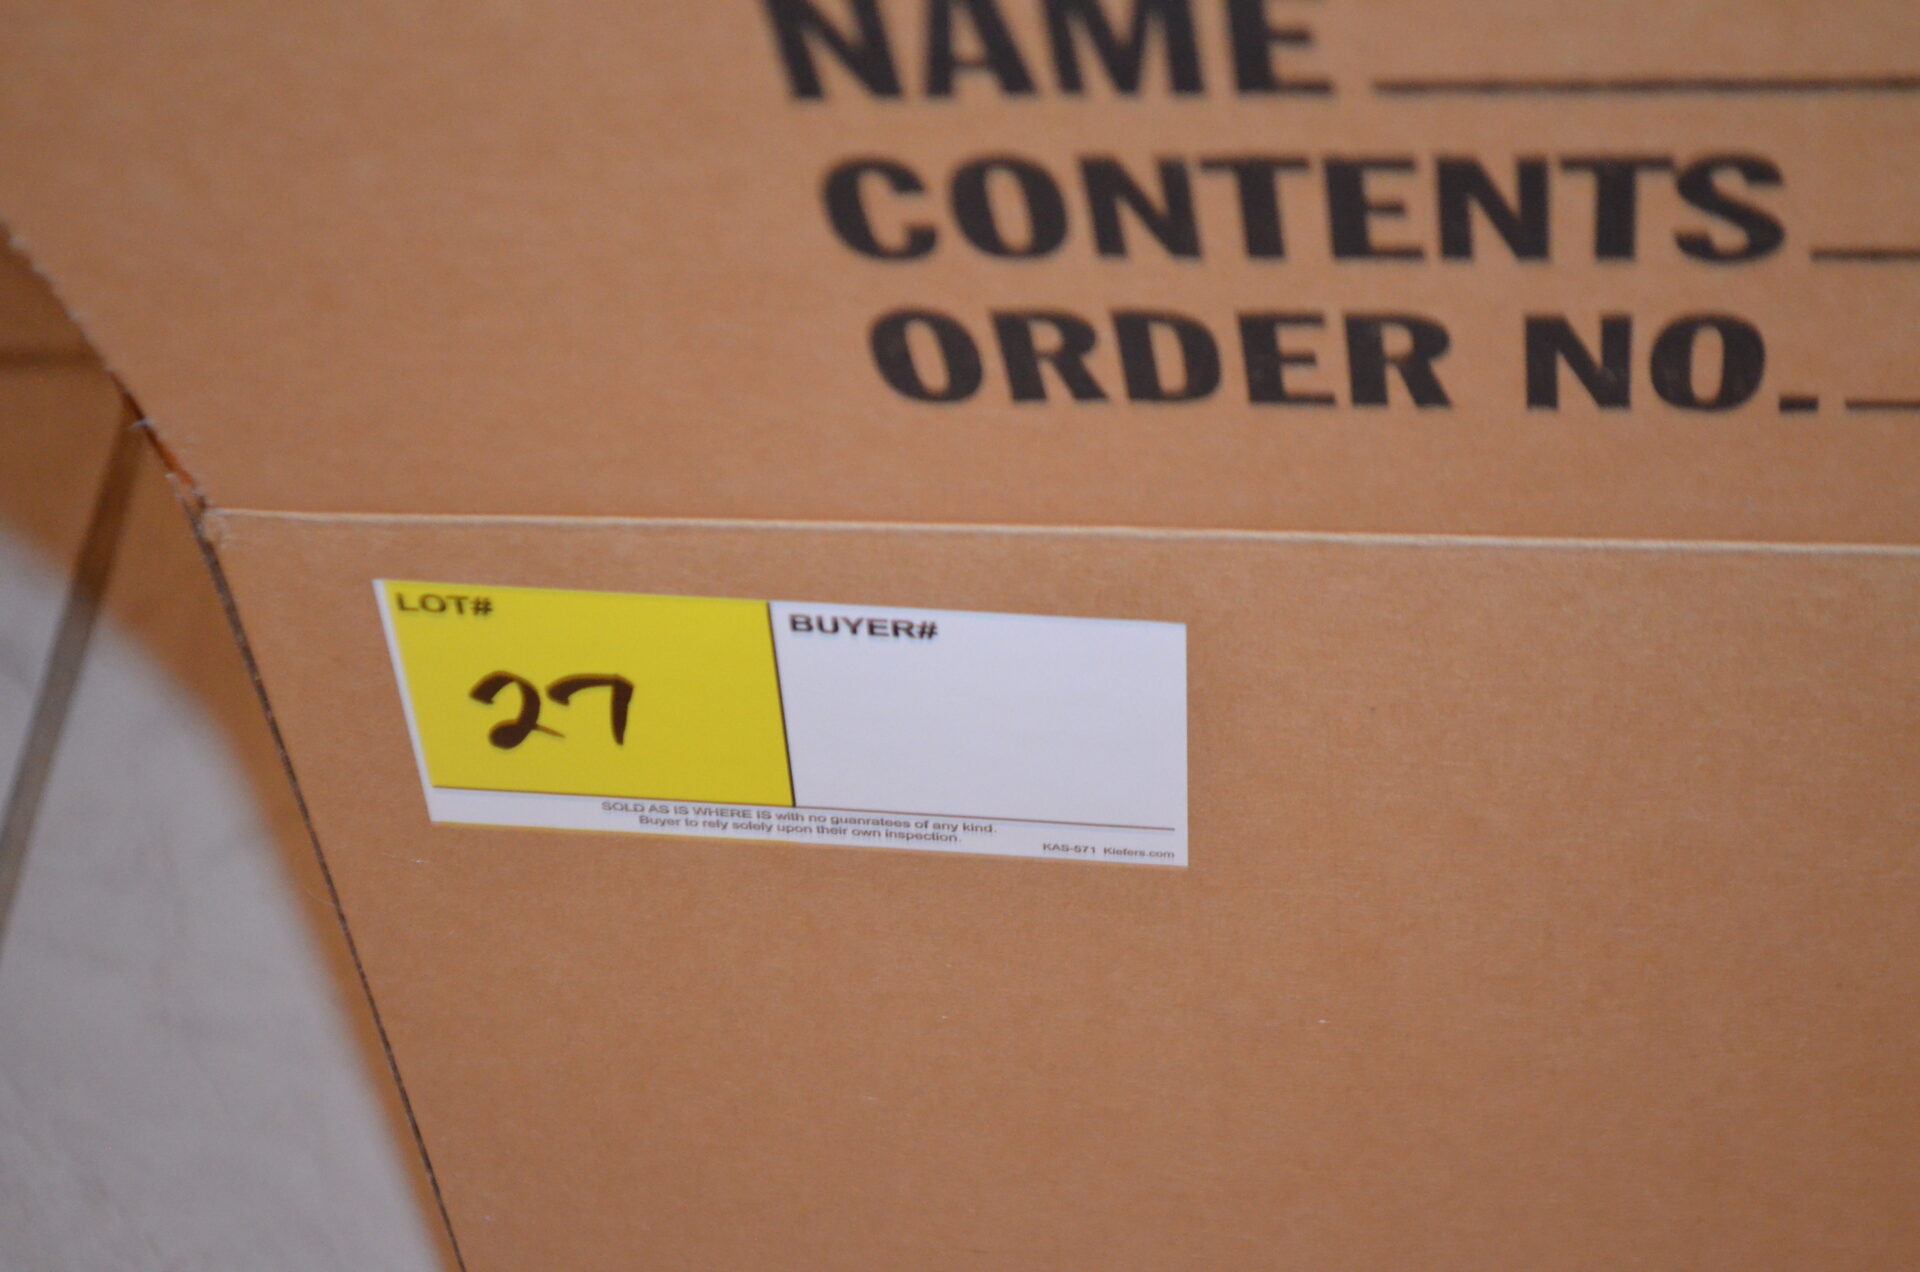 NAME
CONTENTS
ORDER NO.
LOT#
BUYER#
27
SOLD AS IS WHERE IS with no guanratees of any kind.
Buyer to rely solely upon their own inspection.
KAS-571 Kiefers.com